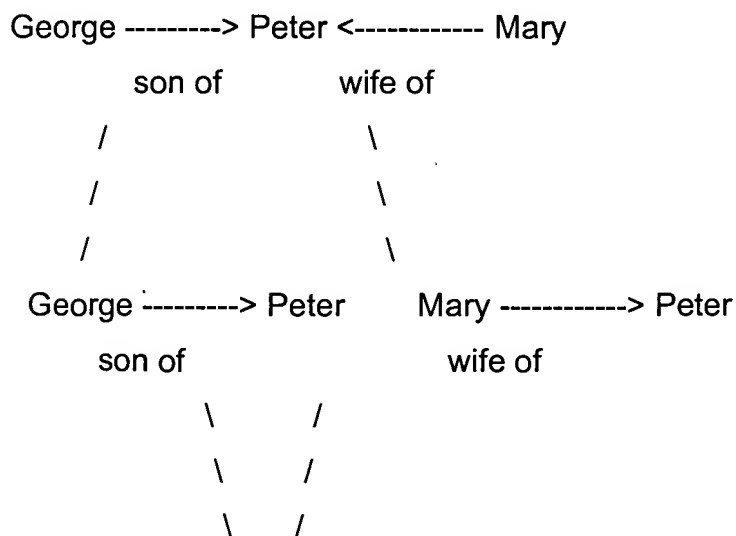 George ---------> Peter <------------ Mary
son of wife of
/ \
/ \
/ \
George ---------> Peter Mary ------------> Peter
son of wife of
\ /
\ /
\ /